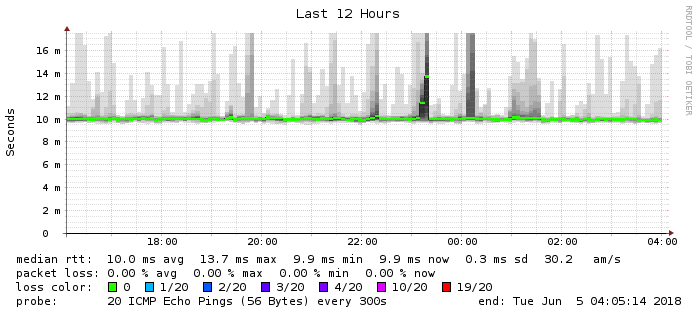 Last 12 Hours
RRDTOOL / TOBI OETIKER
Seconds
16 m
14 m
12 m
10 m
8 m
6 m
4 m
2 m
0
18:00 20:00 22:00 00:00 02:00 04:00
median rtt: 10.0 ms avg 13.7 ms max 9.9 ms min 9.9 ms now 0.3 ms sd 30.2 am/s
packet loss: 0.00 % avg 0.00 % max 0.00 % min 0.00 % now
loss color: 0 1/20 2/20 3/20 4/20 10/20 19/20
probe: 20 ICMP Echo Pings (56 Bytes) every 300s end: Tue Jun 5 04:05:14 2018